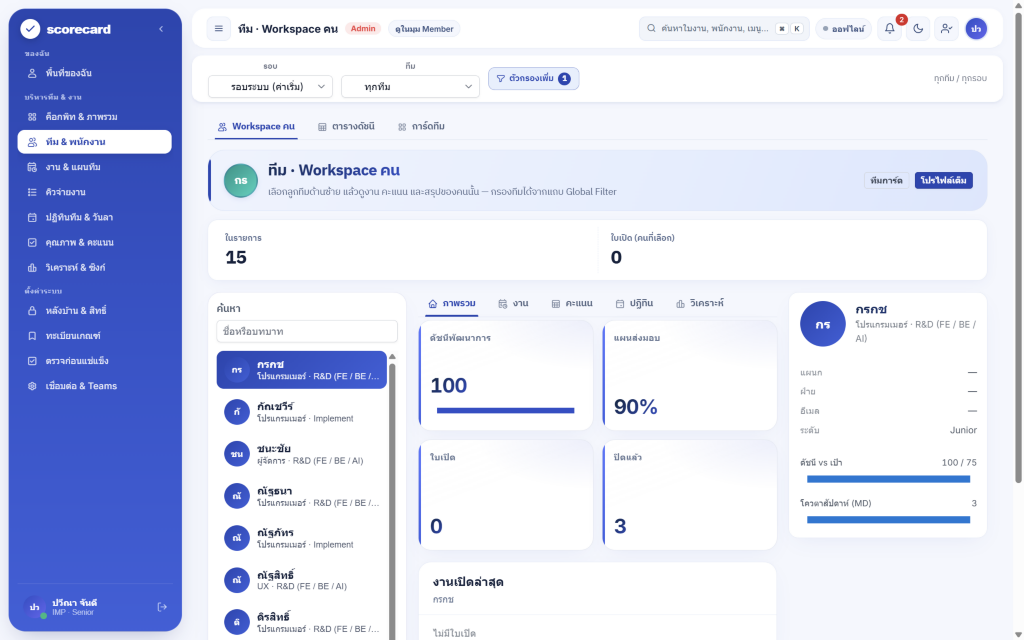 scorecard
ของฉัน
พื้นที่ของฉัน
บริหารทีม & งาน
ค็อกพิท & ภาพรวม
ทีม & พนักงาน
งาน & แผนทีม
คิวจ่ายงาน
ปฏิทินทีม & วันลา
คุณภาพ & คะแนน
วิเคราะห์ & ซิงก์
ตั้งค่าระบบ
หลังบ้าน & สิทธิ์
ทะเบียนเกณฑ์
ตรวจก่อนแข่งแข็ง
เชื่อมต่อ & Teams
ปา
ปวีณา จันดี
IMP · Senior
ทีม · Workspace คน
Admin
ดูในมุม Member
ค้นหาในงาน, พนักงาน, เมนู...
⌘ K
ออฟไลน์
2
ปา
รอบ
รอบระบบ (ค่าเริ่ม)
ทีม
ทุกทีม
ตัวกรองเพิ่ม 1
ทุกทีม / ทุกรอบ
Workspace คน
ตารางดัชนี
การ์ดทีม
กร
ทีม · Workspace คน
เลือกลูกทีมด้านซ้าย แล้วดูงาน คะแนน และสรุปของคนนั้น — กรองทีมได้จากแถบ Global Filter
ทีมการ์ด
โปรไฟล์เต็ม
ในรายการ
15
ใบเปิด (คนที่เลือก)
0
ค้นหา
ชื่อหรือบทบาท
กร
กรกช
โปรแกรมเมอร์ · R&D (FE / BE /...
กั
กัณชวีร์
โปรแกรมเมอร์ · Implement
ชน
ชนะชัย
ผู้จัดการ · R&D (FE / BE / AI)
ณั
ณัฐธนา
โปรแกรมเมอร์ · R&D (FE / BE /...
ณั
ณัฐภัทร
โปรแกรมเมอร์ · Implement
ณั
ณัฐสิทธิ์
UX · R&D (FE / BE / AI)
ดิ
ดิรสิทธิ์
โปรแกรมเมอร์ · R&D (FE / BE /...
ภาพรวม
งาน
คะแนน
ปฏิทิน
วิเคราะห์
ดัชนีพัฒนาการ
100
แผนส่งมอบ
90%
ใบเปิด
0
ปิดแล้ว
3
งานเปิดล่าสุด
กรกช
ไม่มีใบเปิด
กร
กรกช
โปรแกรมเมอร์ · R&D (FE / BE /
AI)
แผนก —
ฝ่าย —
อีเมล —
ระดับ Junior
ดัชนี vs เป้า 100 / 75
โควตาสัปดาห์ (MD) 3